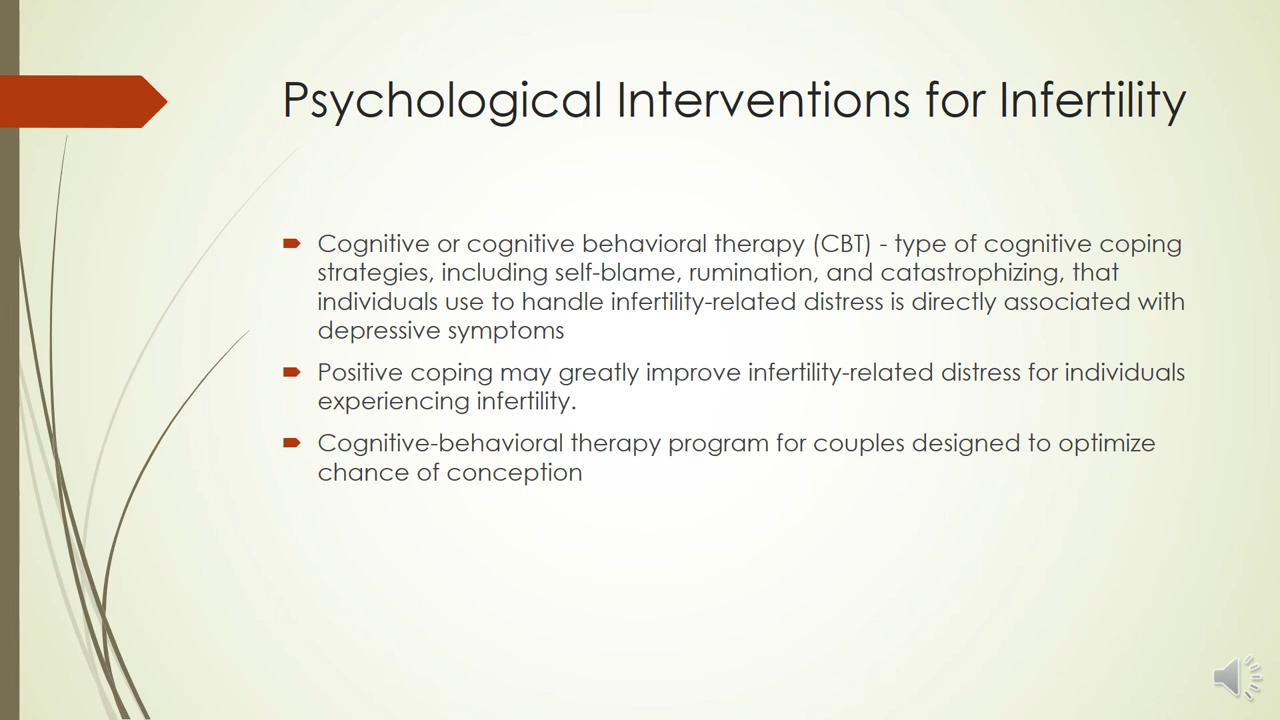 Psychological Interventions for Infertility
Cognitive or cognitive behavioral therapy (CBT) - type of cognitive coping
strategies, including self-blame, rumination, and catastrophizing, that
individuals use to handle infertility-related distress is directly associated with
depressive symptoms
Positive coping may greatly improve infertility-related distress for individuals
experiencing infertility.
Cognitive-behavioral therapy program for couples designed to optimize
chance of conception